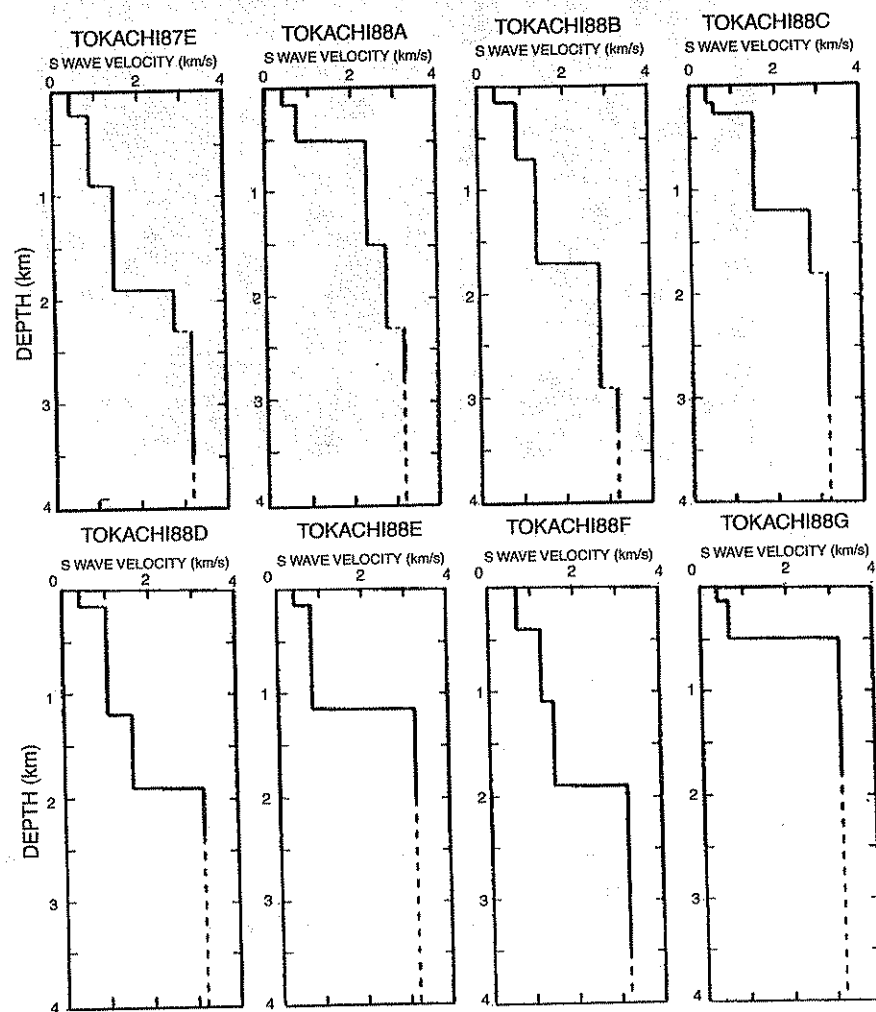 TOKACHI87E
S WAVE VELOCITY (km/s)
0 2 4
DEPTH (km)
1
2
3
4
TOKACHI88A
S WAVE VELOCITY (km/s)
0 2 4
1
2
3
4
TOKACHI88B
S WAVE VELOCITY (km/s)
0 2 4
1
2
3
4
TOKACHI88C
S WAVE VELOCITY (km/s)
0 2 4
1
2
3
4
TOKACHI88D
S WAVE VELOCITY (km/s)
0 2 4
DEPTH (km)
1
2
3
4
TOKACHI88E
S WAVE VELOCITY (km/s)
0 2 4
1
2
3
4
TOKACHI88F
S WAVE VELOCITY (km/s)
0 2 4
1
2
3
4
TOKACHI88G
S WAVE VELOCITY (km/s)
0 2 4
1
2
3
4